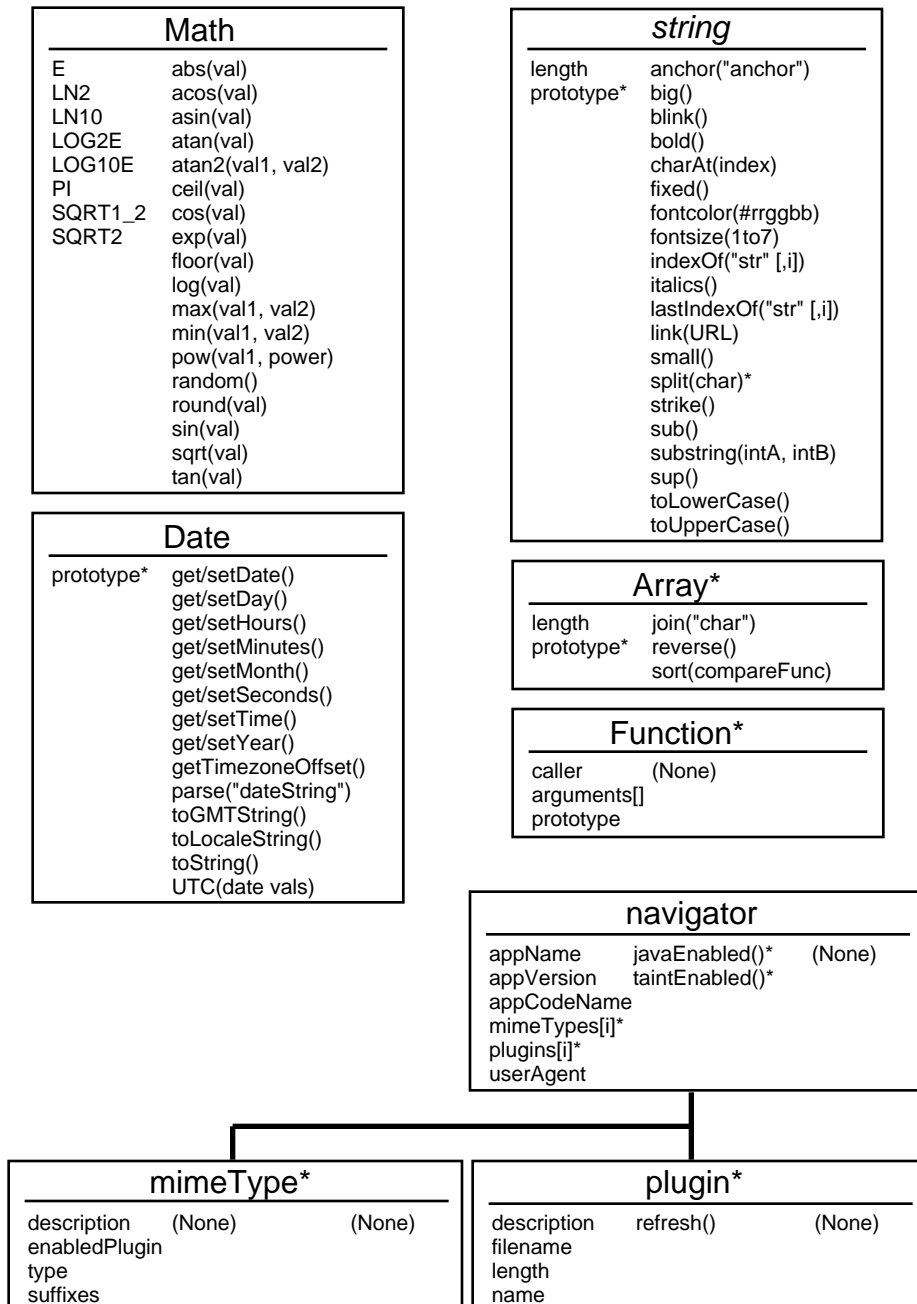 Math
E abs(val)
LN2 acos(val)
LN10 asin(val)
LOG2E atan(val)
LOG10E atan2(val1, val2)
PI ceil(val)
SQRT1_2 cos(val)
SQRT2 exp(val)
floor(val)
log(val)
max(val1, val2)
min(val1, val2)
pow(val1, power)
random()
round(val)
sin(val)
sqrt(val)
tan(val)
string
length anchor("anchor")
prototype* big()
blink()
bold()
charAt(index)
fixed()
fontcolor(#rrggbb)
fontsize(1to7)
indexOf("str" [,i])
italics()
lastIndexOf("str" [,i])
link(URL)
small()
split(char)*
strike()
sub()
substring(intA, intB)
sup()
toLowerCase()
toUpperCase()
Date
prototype* get/setDate()
get/setDay()
get/setHours()
get/setMinutes()
get/setMonth()
get/setSeconds()
get/setTime()
get/setYear()
getTimezoneOffset()
parse("dateString")
toGMTString()
toLocaleString()
toString()
UTC(date vals)
Array*
length join("char")
prototype* reverse()
sort(compareFunc)
Function*
caller (None)
arguments[]
prototype
navigator
appName javaEnabled()* (None)
appVersion taintEnabled()*
appCodeName
mimeTypes[i]*
plugins[i]*
userAgent
mimeType*
description (None) (None)
enabledPlugin
type
suffixes
plugin*
description refresh() (None)
filename
length
name